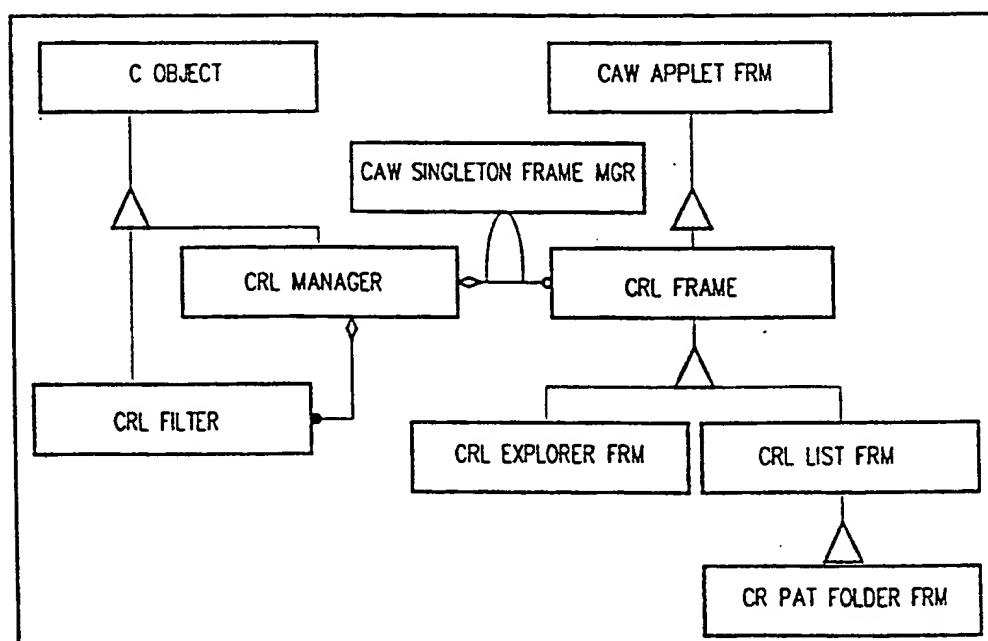 C OBJECT
CAW APPLET FRM
CAW SINGLETON FRAME MGR
CRL MANAGER
CRL FRAME
CRL FILTER
CRL EXPLORER FRM
CRL LIST FRM
CR PAT FOLDER FRM